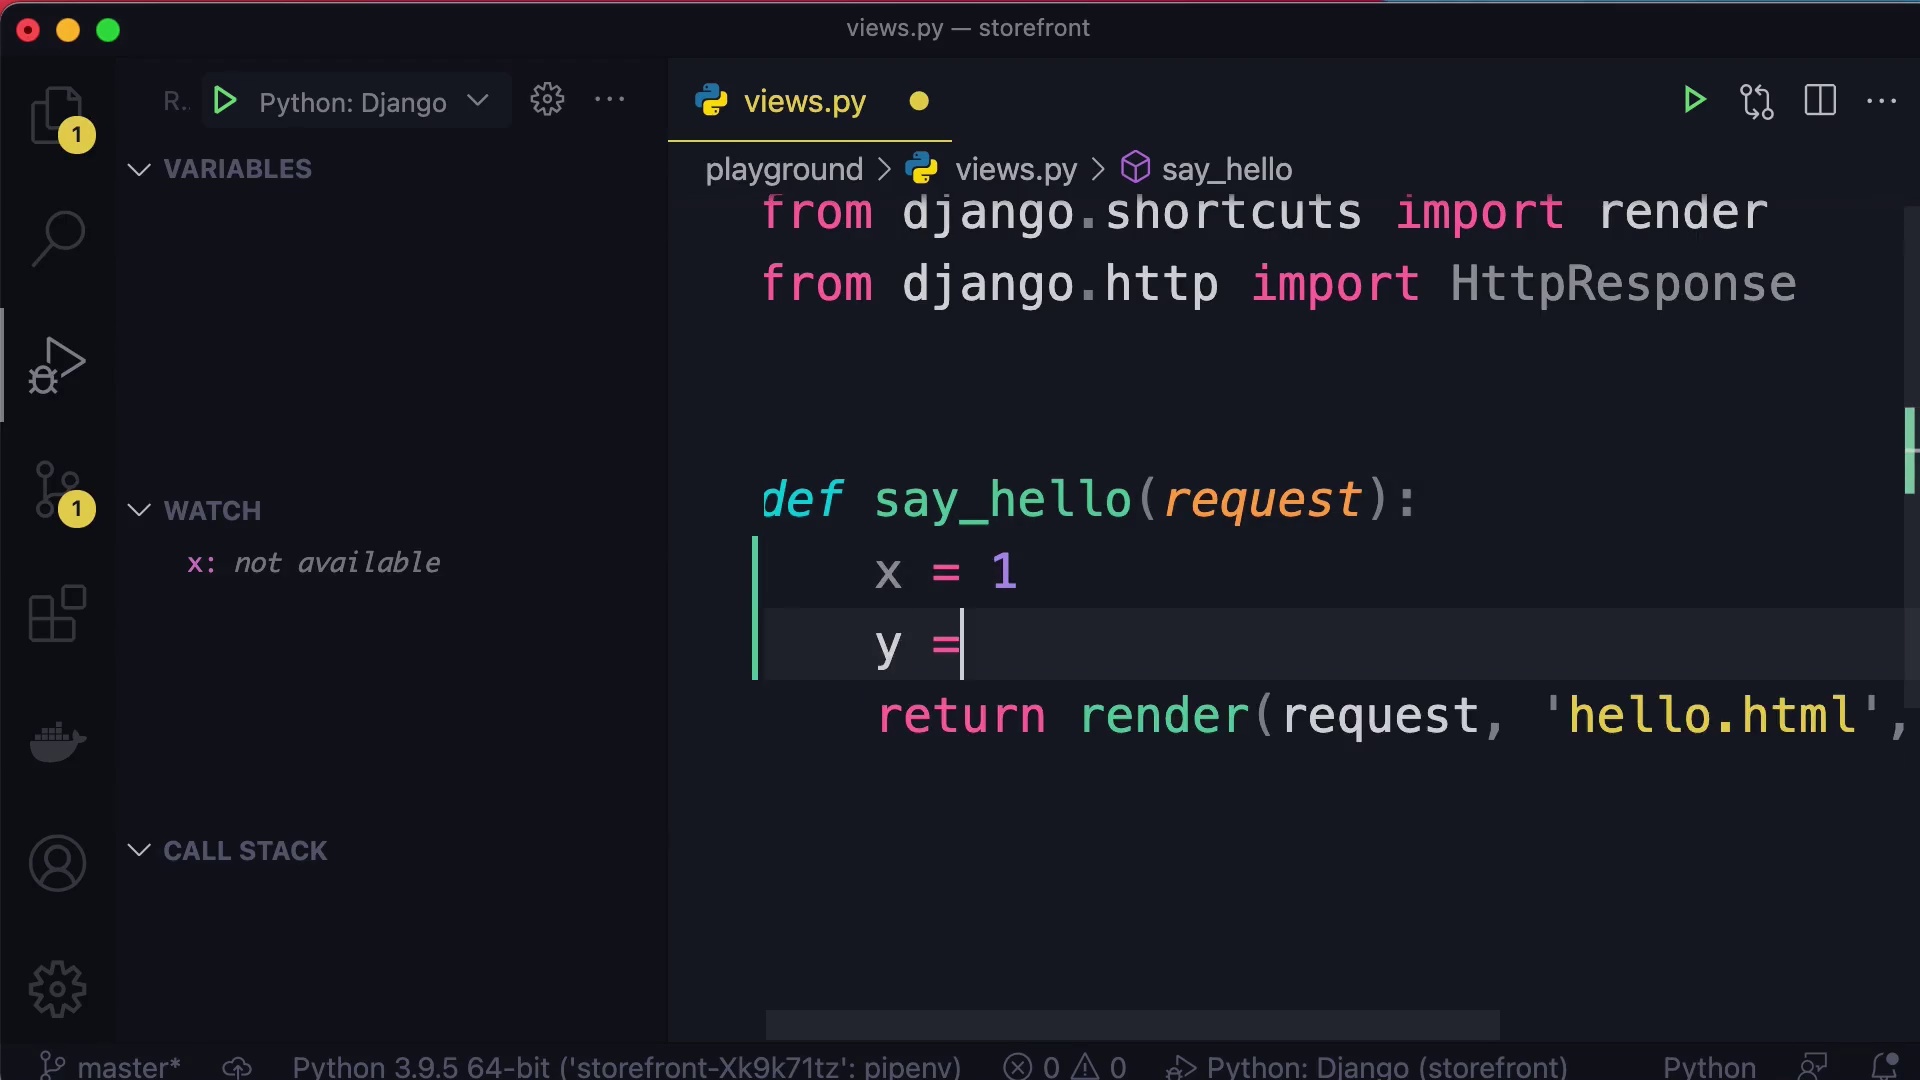 views.py — storefront
R.. Python: Django
views.py
1
VARIABLES
playground > views.py > say_hello
from django.shortcuts import render
from django.http import HttpResponse
def say_hello(request):
1
WATCH
x: not available
x = 1
y =
return render(request, 'hello.html',
CALL STACK
master* Python 3.9.5 64-bit ('storefront-Xk9k71tz': pipenv) 0 0 Python: Django (storefront) Python